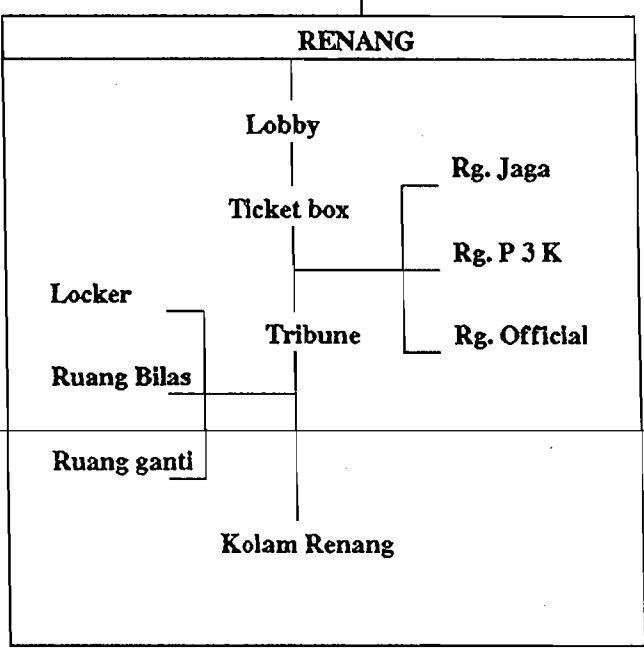 RENANG
Lobby
Rg. Jaga
Ticket box
Rg. P 3 K
Locker
Tribune
Rg. Official
Ruang Bilas
Ruang ganti
Kolam Renang